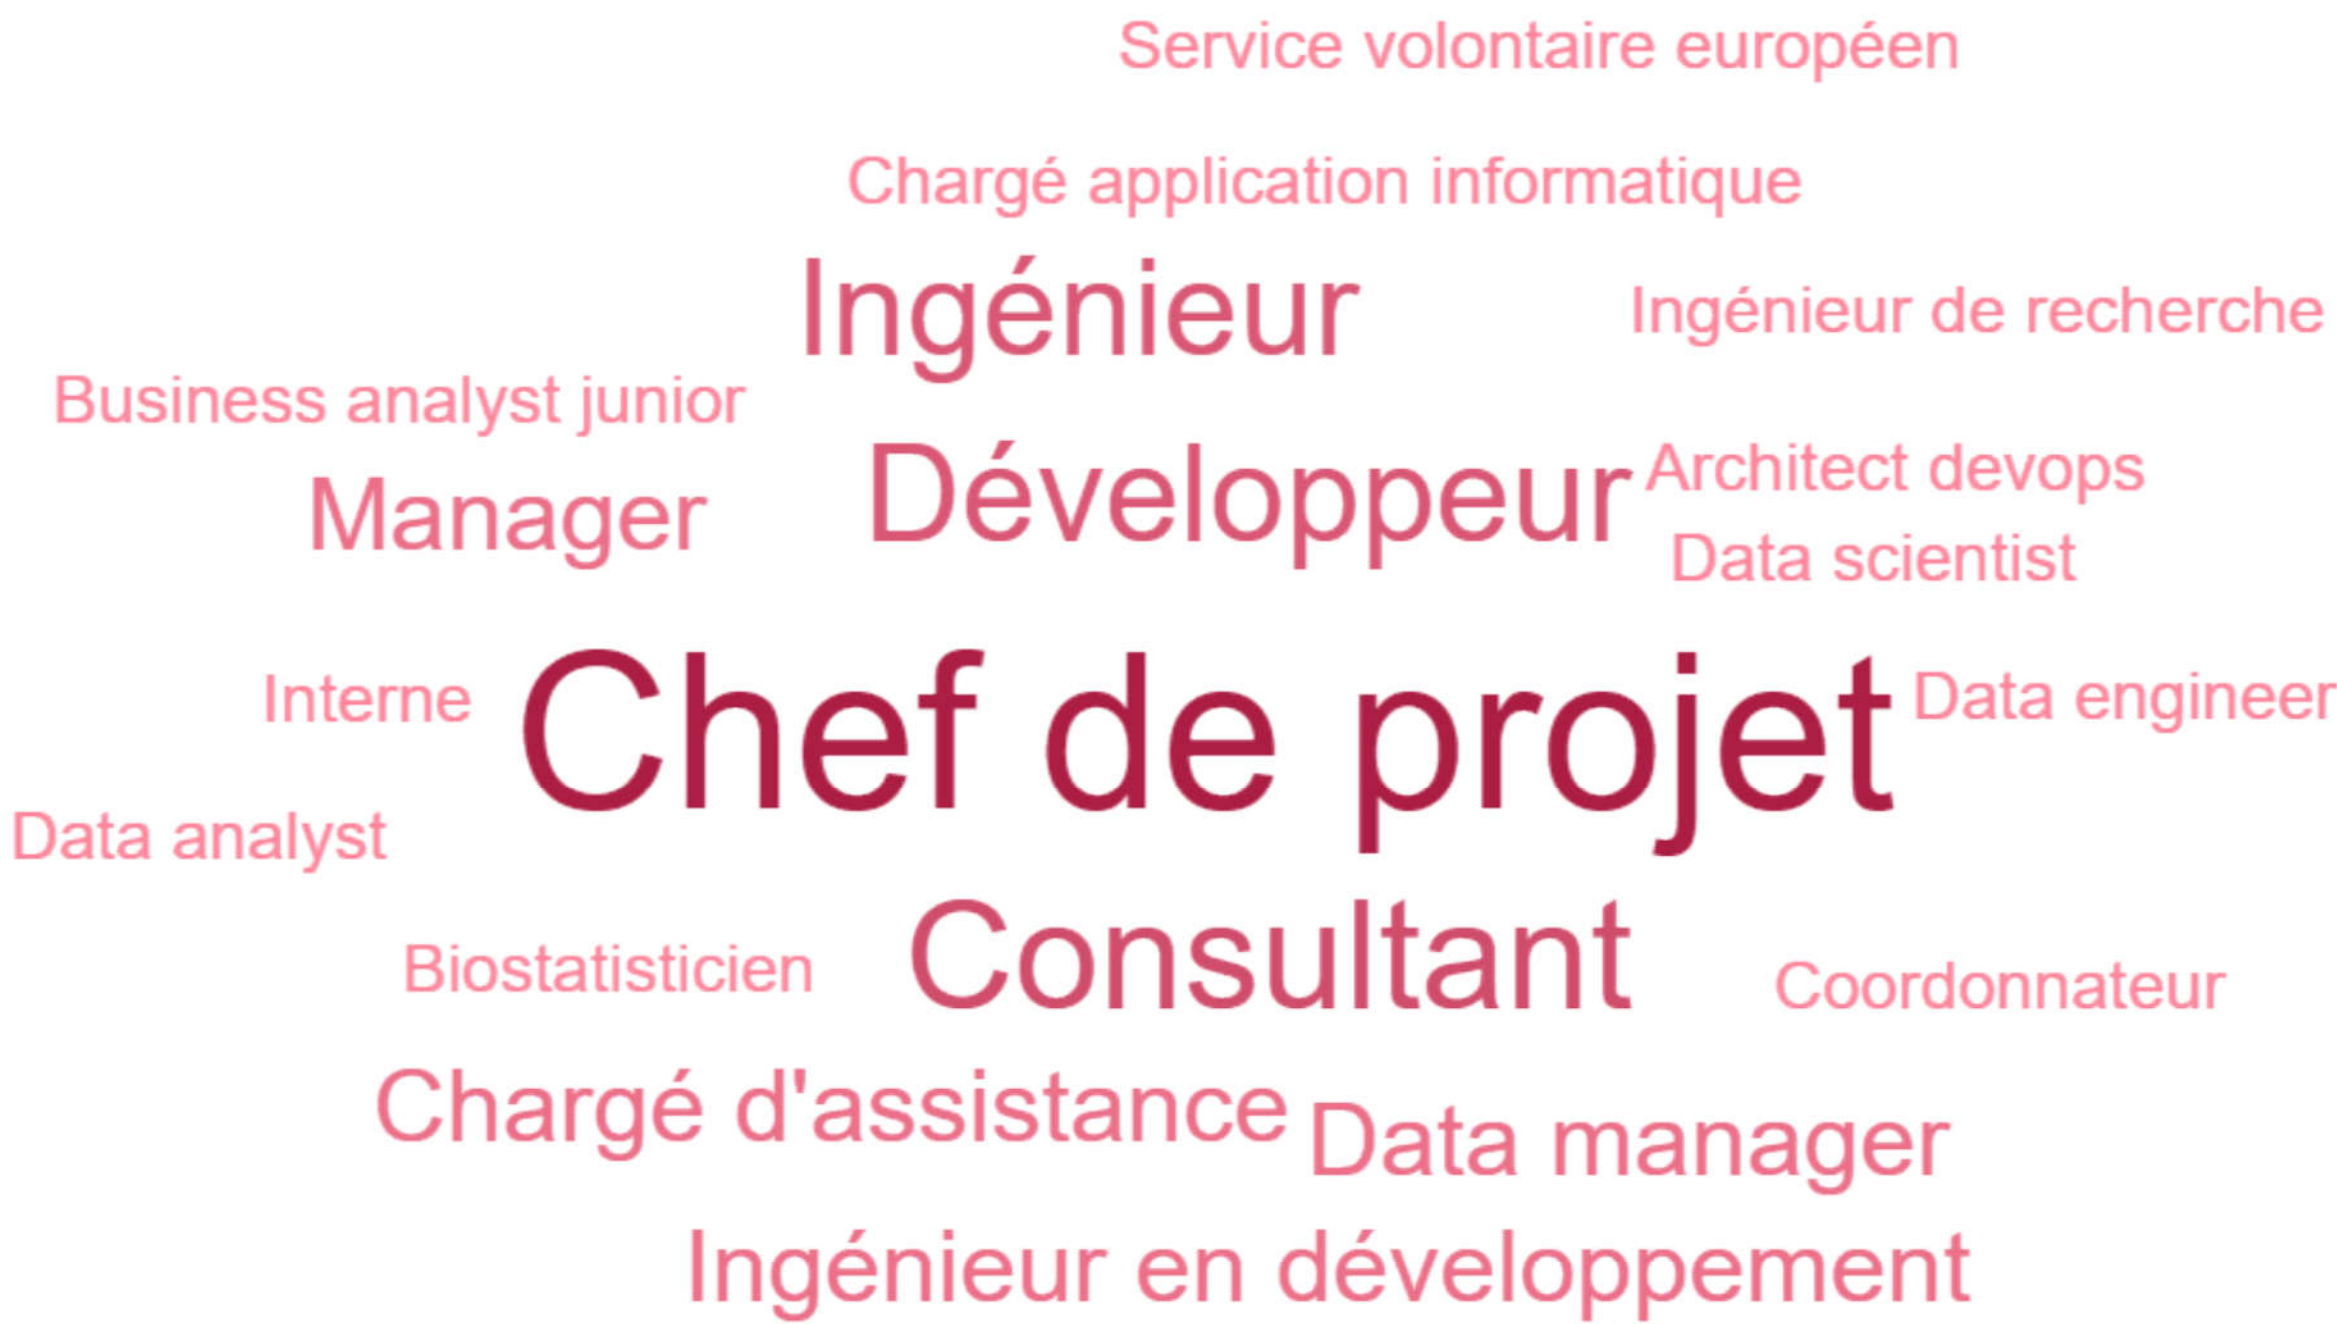 Service volontaire européen
Chargé application informatique
Ingénieur
Ingénieur de recherche
Business analyst junior
Développeur
Architect devops
Manager
Data scientist
Interne
Chef de projet
Data engineer
Data analyst
Consultant
Biostatisticien
Coordonnateur
Chargé d'assistance
Data manager
Ingénieur en développement